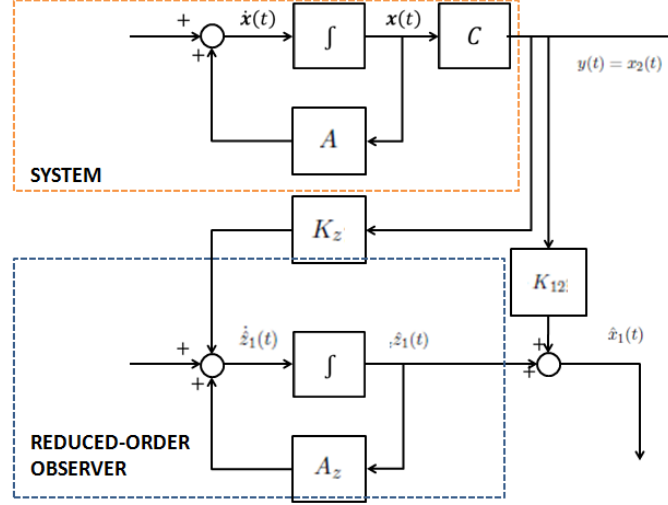 + ẋ(t) ∫ x(t) C
+
y(t) = x₂(t)
A
SYSTEM
K_z
K₁₂
+ ẑ̇₁(t) ∫ ẑ₁(t) + x̂₁(t)
+
+
A_z
REDUCED-ORDER
OBSERVER